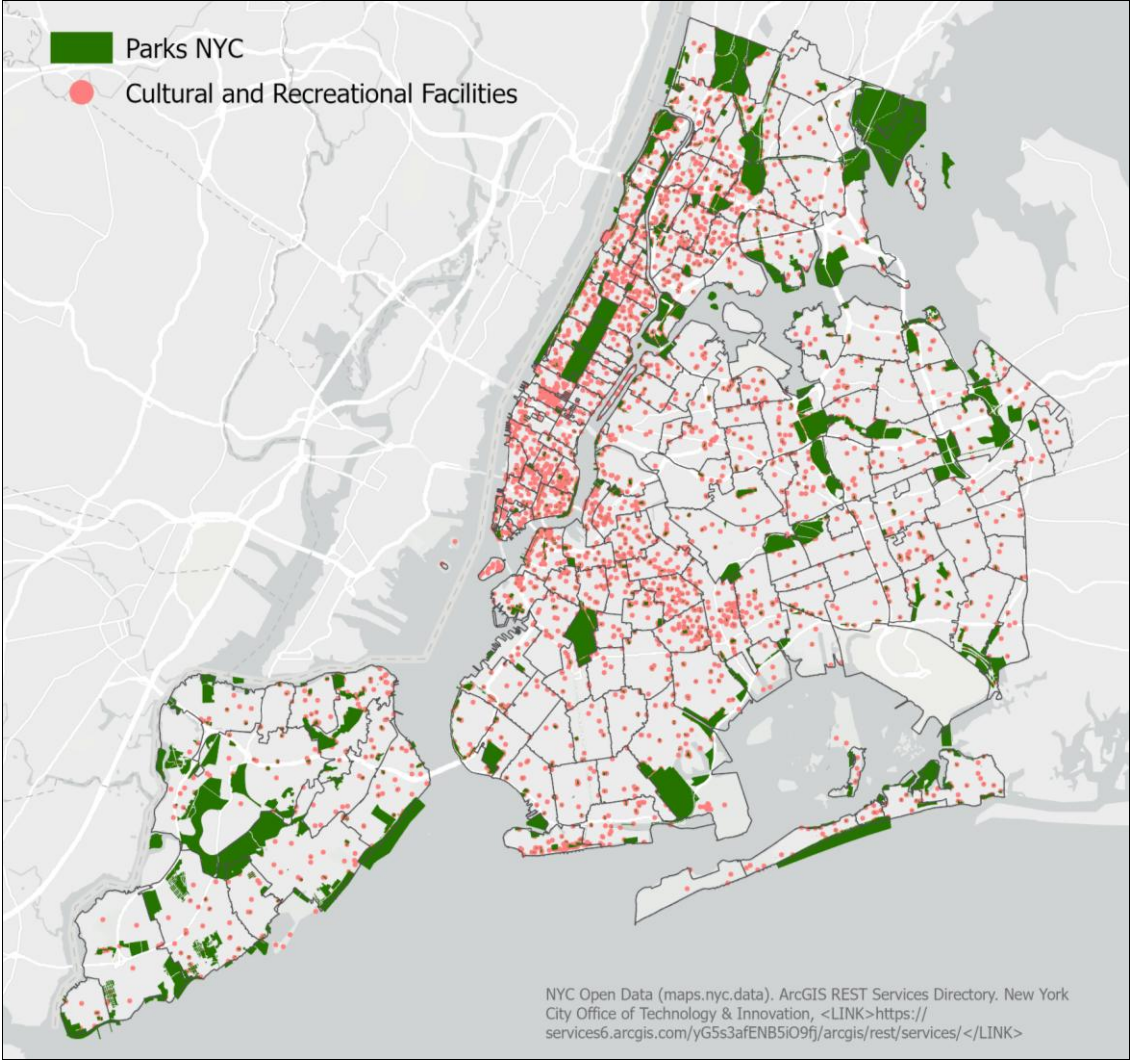 Parks NYC
Cultural and Recreational Facilities
NYC Open Data (maps.nyc.data). ArcGIS REST Services Directory. New York
City Office of Technology & Innovation, <LINK>https://
services6.arcgis.com/yG5s3afENB5iO9fj/arcgis/rest/services/</LINK>